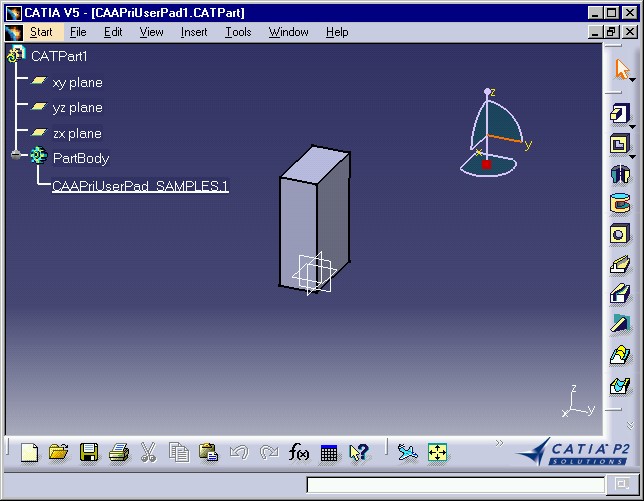 CATIA V5 - [CAAPriUserPad1.CATPart]
Start File Edit View Insert Tools Window Help
CATPart1
xy plane
yz plane
zx plane
PartBody
CAAPriUserPad_SAMPLES.1
z
y
x
z
x y
f(x)
CATIA P2
SOLUTIONS